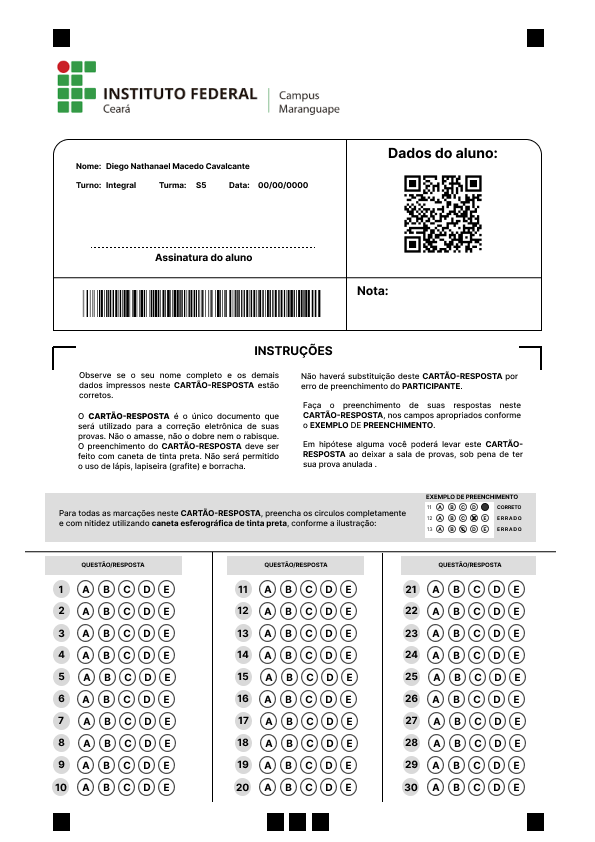 INSTITUTO FEDERAL
Ceará
Campus
Maranguape
Nome: Diego Nathanael Macedo Cavalcante
Turno: Integral Turma: S5 Data: 00/00/0000
Assinatura do aluno
Dados do aluno:
Nota:
INSTRUÇÕES
Observe se o seu nome completo e os demais
dados impressos neste CARTÃO-RESPOSTA estão
corretos.
O CARTÃO-RESPOSTA é o único documento que
será utilizado para a correção eletrônica de suas
provas. Não o amasse, não o dobre nem o rabisque.
O preenchimento do CARTÃO-RESPOSTA deve ser
feito com caneta de tinta preta. Não será permitido
o uso de lápis, lapiseira (grafite) e borracha.
Não haverá substituição deste CARTÃO-RESPOSTA por
erro de preenchimento do PARTICIPANTE.
Faça o preenchimento de suas respostas neste
CARTÃO-RESPOSTA, nos campos apropriados conforme
o EXEMPLO DE PREENCHIMENTO.
Em hipótese alguma você poderá levar este CARTÃO-
RESPOSTA ao deixar a sala de provas, sob pena de ter
sua prova anulada .
Para todas as marcações neste CARTÃO-RESPOSTA, preencha os circulos completamente
e com nitidez utilizando caneta esferográfica de tinta preta, conforme a ilustração:
EXEMPLO DE PREENCHIMENTO
11 A B C D CORRETO
12 A B C E ERRADO
13 A B D E ERRADO
QUESTÃO/RESPOSTA
1 A B C D E
2 A B C D E
3 A B C D E
4 A B C D E
5 A B C D E
6 A B C D E
7 A B C D E
8 A B C D E
9 A B C D E
10 A B C D E
QUESTÃO/RESPOSTA
11 A B C D E
12 A B C D E
13 A B C D E
14 A B C D E
15 A B C D E
16 A B C D E
17 A B C D E
18 A B C D E
19 A B C D E
20 A B C D E
QUESTÃO/RESPOSTA
21 A B C D E
22 A B C D E
23 A B C D E
24 A B C D E
25 A B C D E
26 A B C D E
27 A B C D E
28 A B C D E
29 A B C D E
30 A B C D E